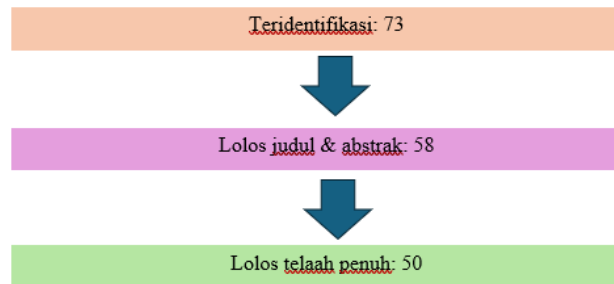 Teridentifikasi: 73
Lolos judul & abstrak: 58
Lolos telaah penuh: 50